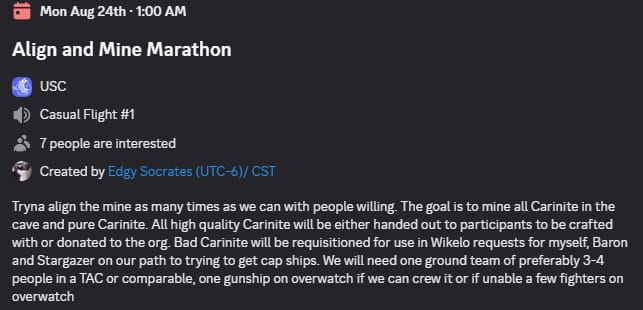 Mon Aug 24th · 1:00 AM
Align and Mine Marathon
USC
Casual Flight #1
7 people are interested
Created by Edgy Socrates (UTC-6)/ CST
Tryna align the mine as many times as we can with people willing. The goal is to mine all Carinite in the
cave and pure Carinite. All high quality Carinite will be either handed out to participants to be crafted
with or donated to the org. Bad Carinite will be requisitioned for use in Wikelo requests for myself, Baron
and Stargazer on our path to trying to get cap ships. We will need one ground team of preferably 3-4
people in a TAC or comparable, one gunship on overwatch if we can crew it or if unable a few fighters on
overwatch